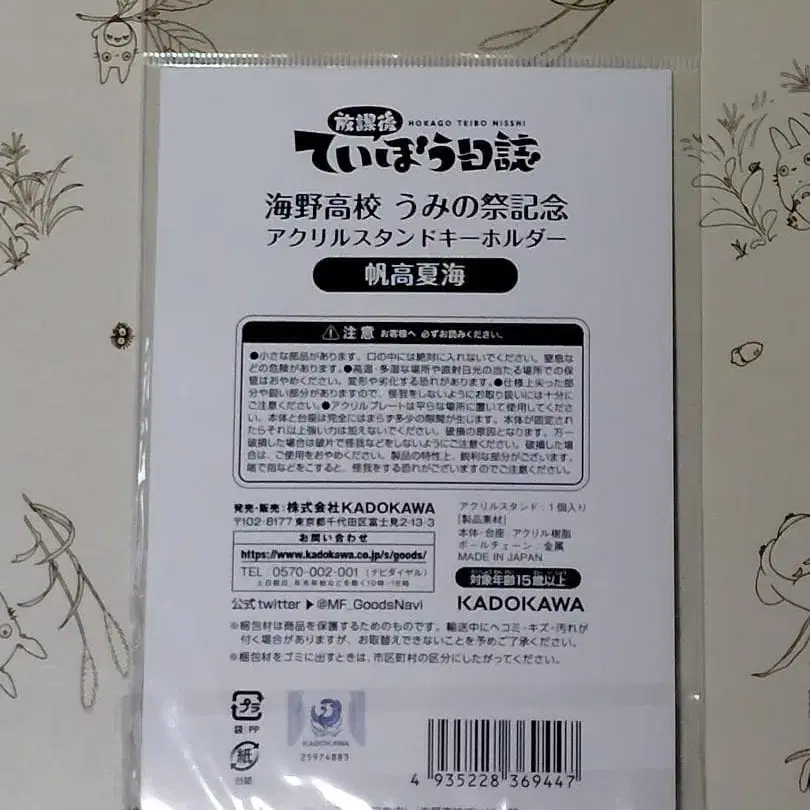 放課後 HOKAGO TEIBO NISSHI
ていぼう日誌
海野高校 うみの祭記念
アクリルスタンドキーホルダー
帆高夏海
注意 お客様へ 必ずお読みください。
●小さな部品があります。口の中には絶対に入れないでください。窒息な
どの危険があります。●高温・多湿な場所や直射日光の当たる場所での保
管はおやめください。変形や劣化する恐れがあります。●仕様上尖った部
分や鋭い部分がありますので、怪我をしないようにお取り扱いには十分に
ご注意ください。●アクリルプレートは平らな場所に置いて使用してくださ
い。本体と台座は完全にはまらず多少の隙間が生じます。本体が固定され
たらそれ以上強い力は加えないでください。破損の原因となります。万一
破損した場合は破片で怪我などをしないようにご注意ください。破損した場
合は、ご使用をおやめください。製品の特性上、鋭利な部分がございます。
端で指などをこすると、怪我をする恐れがございますのでご注意ください。
発売・販売:株式会社KADOKAWA
〒102-8177 東京都千代田区富士見2-13-3
お問い合わせ
https://www.kadokawa.co.jp/s/goods/
TEL 0570-002-001 (ナビダイヤル)
公式twitter ▶@MF_GoodsNavi
アクリルスタンド:1個入り
[製品素材]
本体・台座 アクリル樹脂
ボールチェーン 金属
MADE IN JAPAN
対象年齢15歳以上
KADOKAWA
※梱包材は商品を保護するためのものです。輸送中にヘコミ・キズ・汚れが
付く場合がありますが、お取替えできないことを予めご了承ください。
※梱包材をゴミに出すときは、市区町村の区分にしたがってください。
プラ
袋:PP
紙
台紙
KADOKAWA
25974885
4 935228 369447